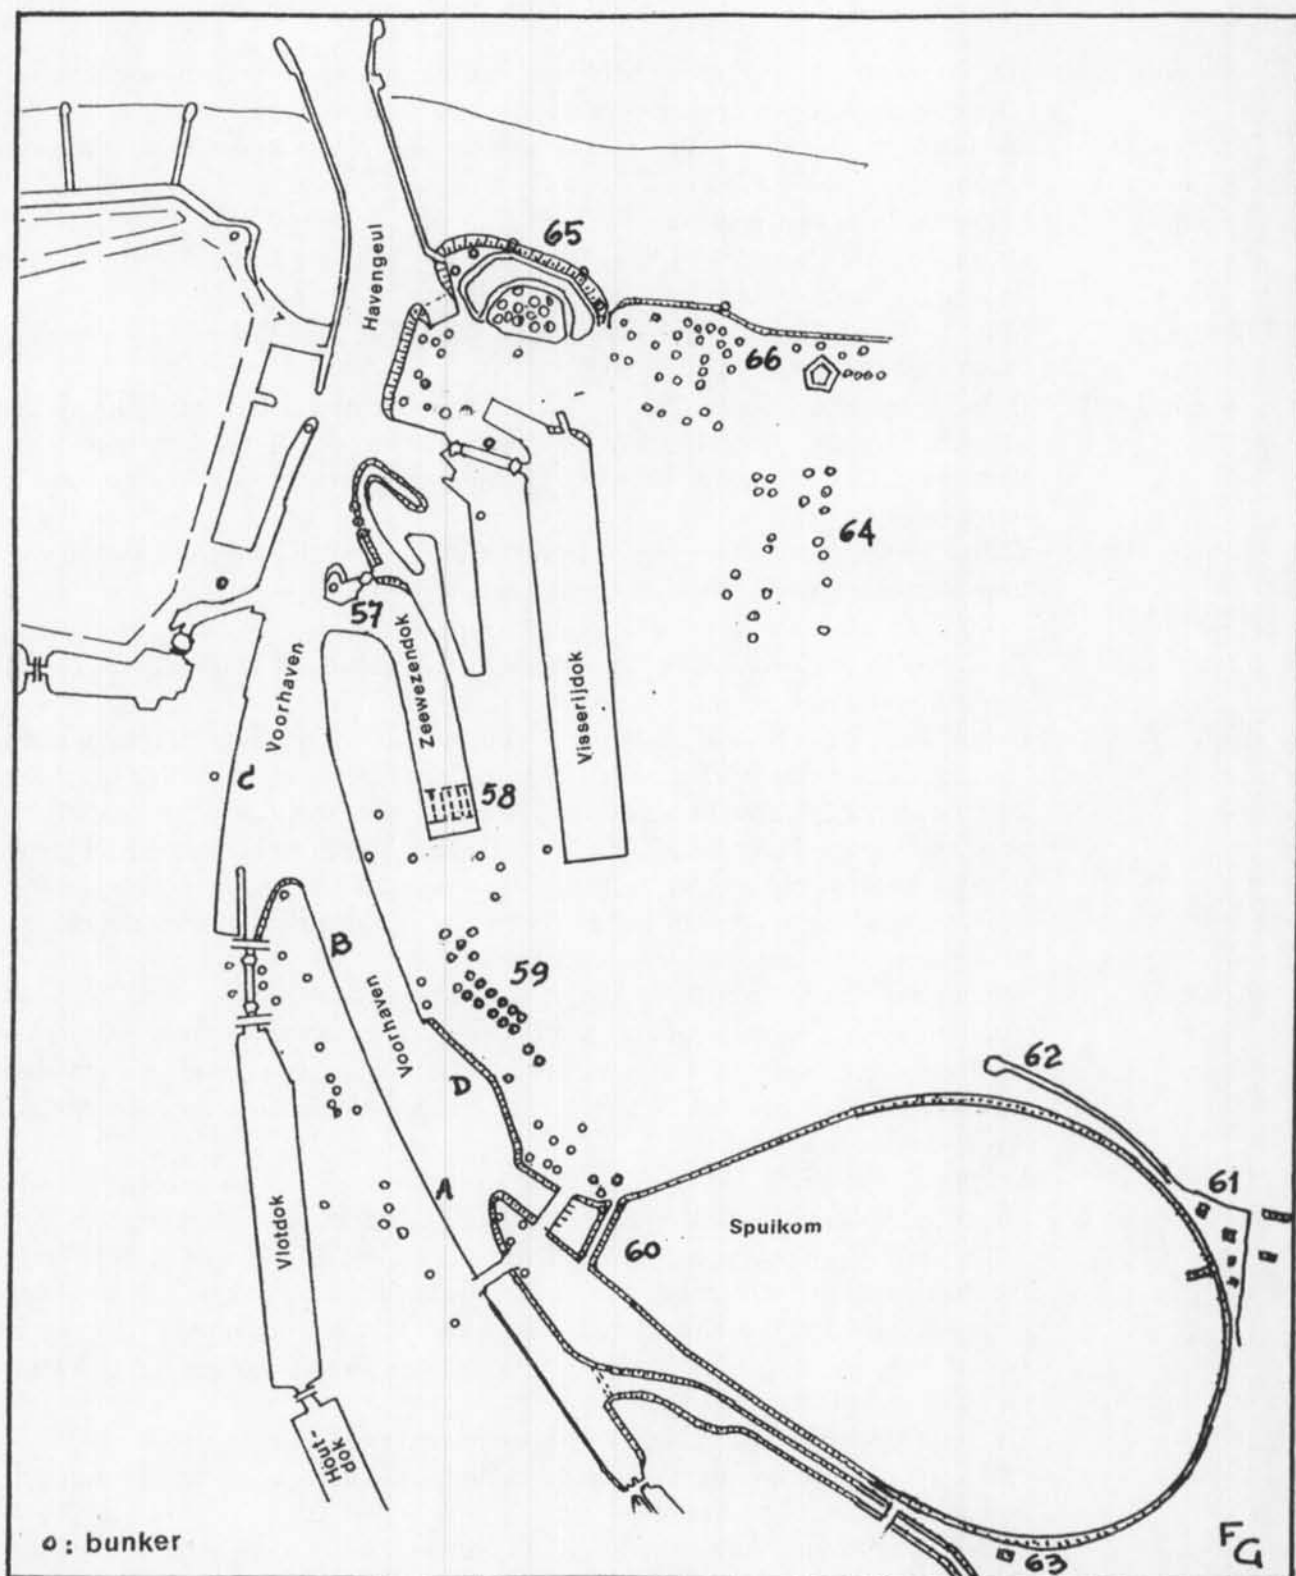 65
Havengeul
66
64
57
Zeewezendok
Visserijdok
Voorhaven
C
58
B
59
Voorhaven
D
62
A
61
Vlotdok
Spuikom
60
Hout-
dok
o : bunker
63
FG